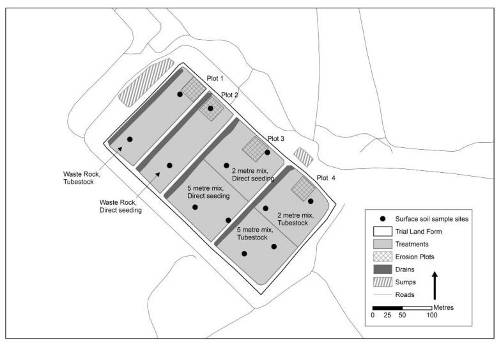 Plot 1
Plot 2
Plot 3
Plot 4
Waste Rock,
Tubestock
Waste Rock,
Direct seeding
2 metre mix,
Direct seeding
5 metre mix,
Direct seeding
2 metre mix,
Tubestock
5 metre mix,
Tubestock
Surface soil sample sites
Trial Land Form
Treatments
Erosion Plots
Drains
Sumps
Roads
Metres
0 25 50 100